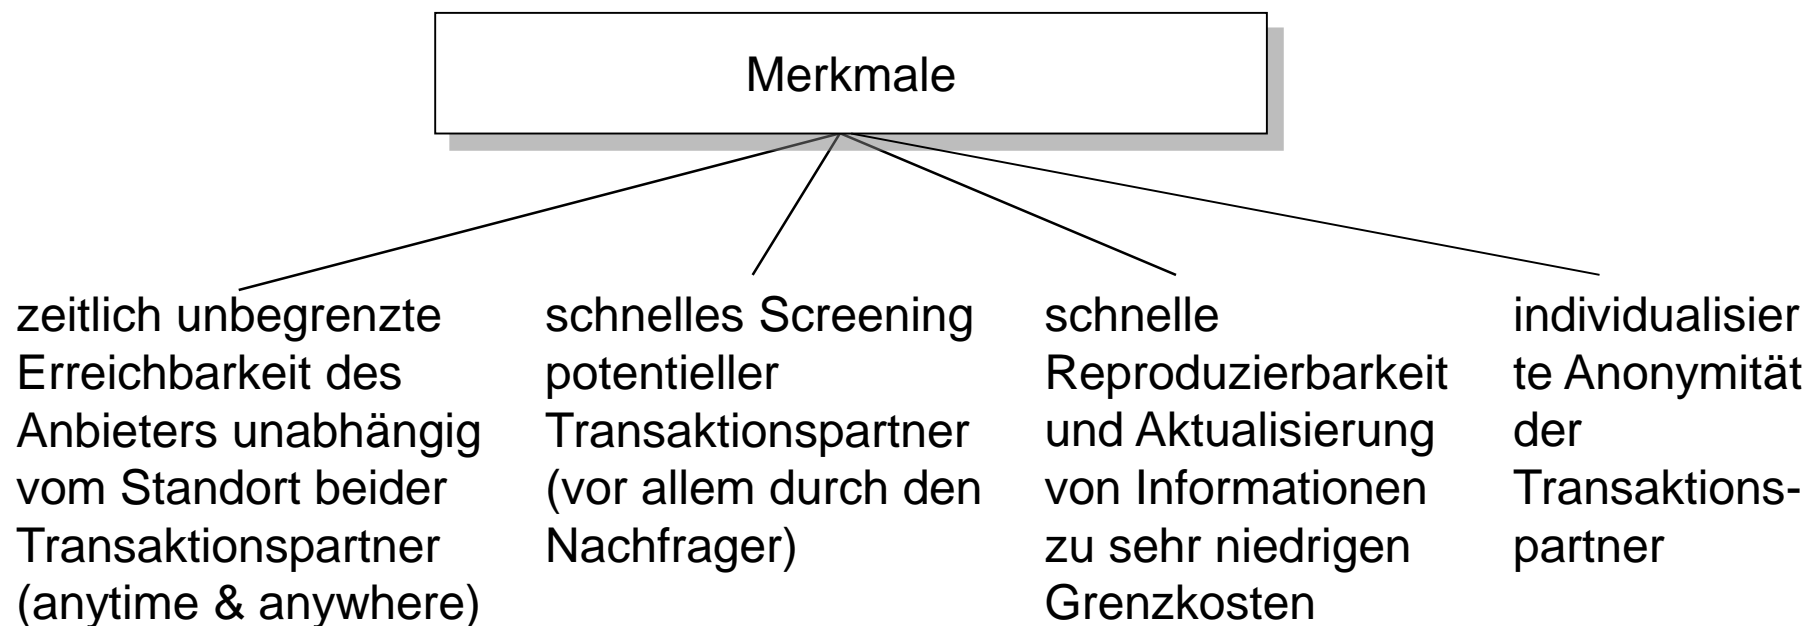 Merkmale
zeitlich unbegrenzte
Erreichbarkeit des
Anbieters unabhängig
vom Standort beider
Transaktionspartner
(anytime & anywhere)
schnelles Screening
potentieller
Transaktionspartner
(vor allem durch den
Nachfrager)
schnelle
Reproduzierbarkeit
und Aktualisierung
von Informationen
zu sehr niedrigen
Grenzkosten
individualisier
te Anonymität
der
Transaktions-
partner